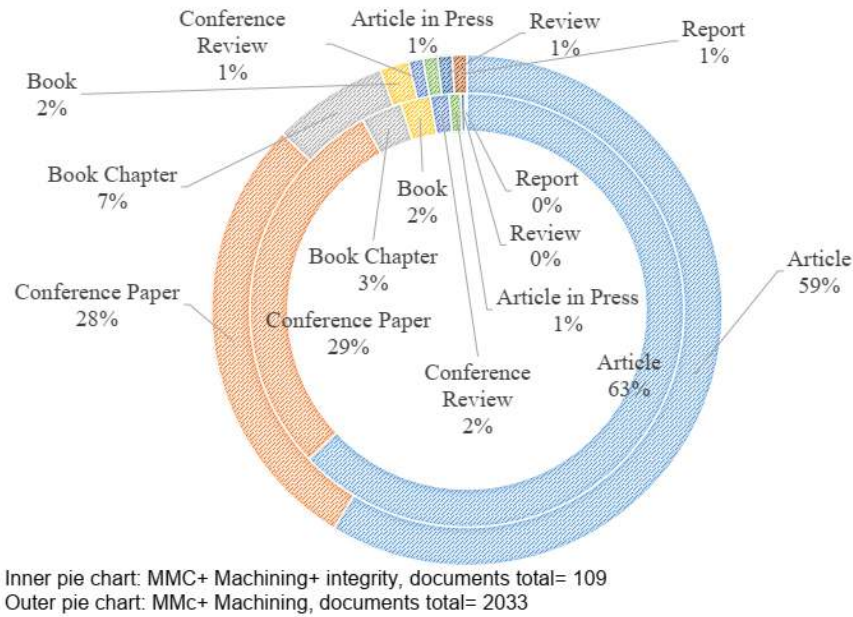 Conference
Review
1%
Article in Press
1%
Review
1%
Report
1%
Book
2%
Book Chapter
7%
Book
2%
Report
0%
Review
0%
Article
59%
Book Chapter
3%
Article in Press
1%
Conference Paper
28%
Conference Paper
29%
Conference
Review
2%
Article
63%
Inner pie chart: MMC+ Machining+ integrity, documents total= 109
Outer pie chart: MMc+ Machining, documents total= 2033